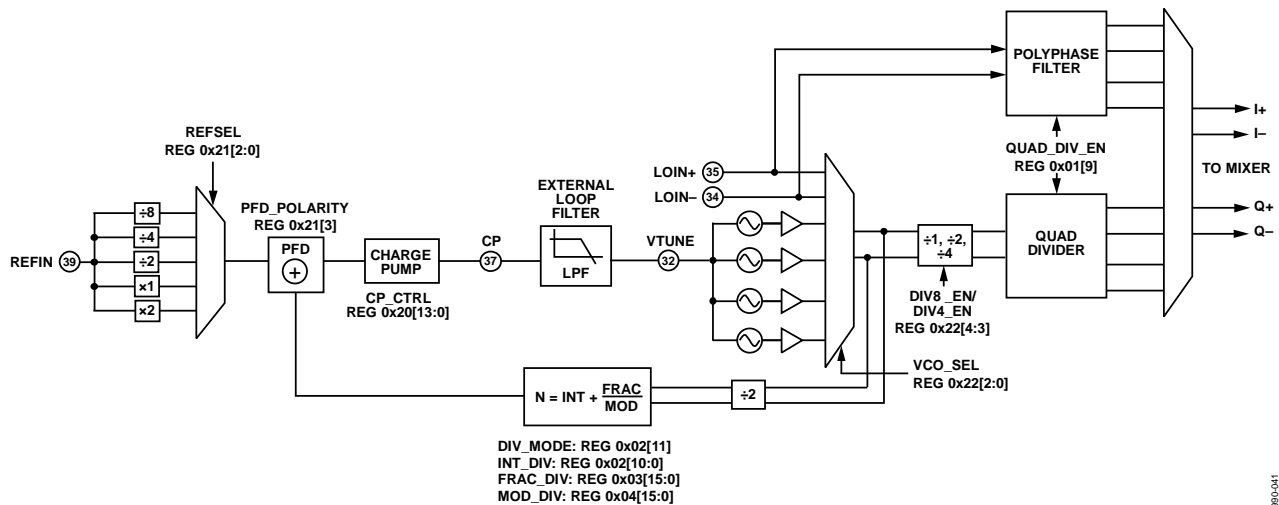 REFSEL
REG 0x21[2:0]
REFIN 39
÷8
÷4
÷2
×1
×2
PFD_POLARITY
REG 0x21[3]
PFD
+
CHARGE
PUMP
CP_CTRL
REG 0x20[13:0]
CP
37
EXTERNAL
LOOP
FILTER
LPF
VTUNE
32
LOIN+ 35
LOIN– 34
POLYPHASE
FILTER
QUAD_DIV_EN
REG 0x01[9]
QUAD
DIVIDER
I+
I–
TO MIXER
Q+
Q–
÷1, ÷2,
÷4
DIV8_EN/
DIV4_EN
REG 0x22[4:3]
VCO_SEL
REG 0x22[2:0]
÷2
N = INT + FRAC
MOD
DIV_MODE: REG 0x02[11]
INT_DIV: REG 0x02[10:0]
FRAC_DIV: REG 0x03[15:0]
MOD_DIV: REG 0x04[15:0]